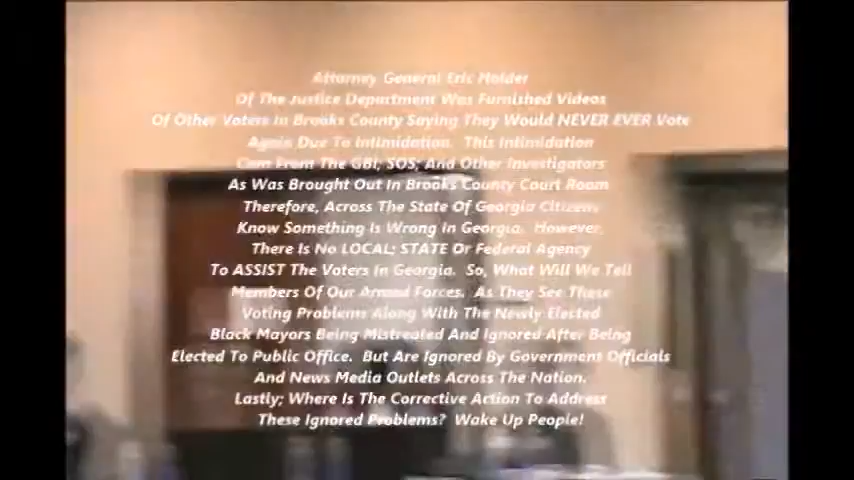 Attorney General Eric Holder
Of The Justice Department Was Furnished Videos
Of Other Voters In Brooks County Saying They Would NEVER EVER Vote
Again Due To Intimidation. This Intimidation
Com From The GBI; SOS; And Other Investigators
As Was Brought Out In Brooks County Court Room
Therefore, Across The State Of Georgia Citizens
Know Something Is Wrong In Georgia. However,
There Is No LOCAL; STATE Or Federal Agency
To ASSIST The Voters In Georgia. So, What Will We Tell
Members Of Our Armed Forces. As They See These
Voting Problems Along With The Newly Elected
Black Mayors Being Mistreated And Ignored After Being
Elected To Public Office. But Are Ignored By Government Officials
And News Media Outlets Across The Nation.
Lastly; Where Is The Corrective Action To Address
These Ignored Problems? Wake Up People!